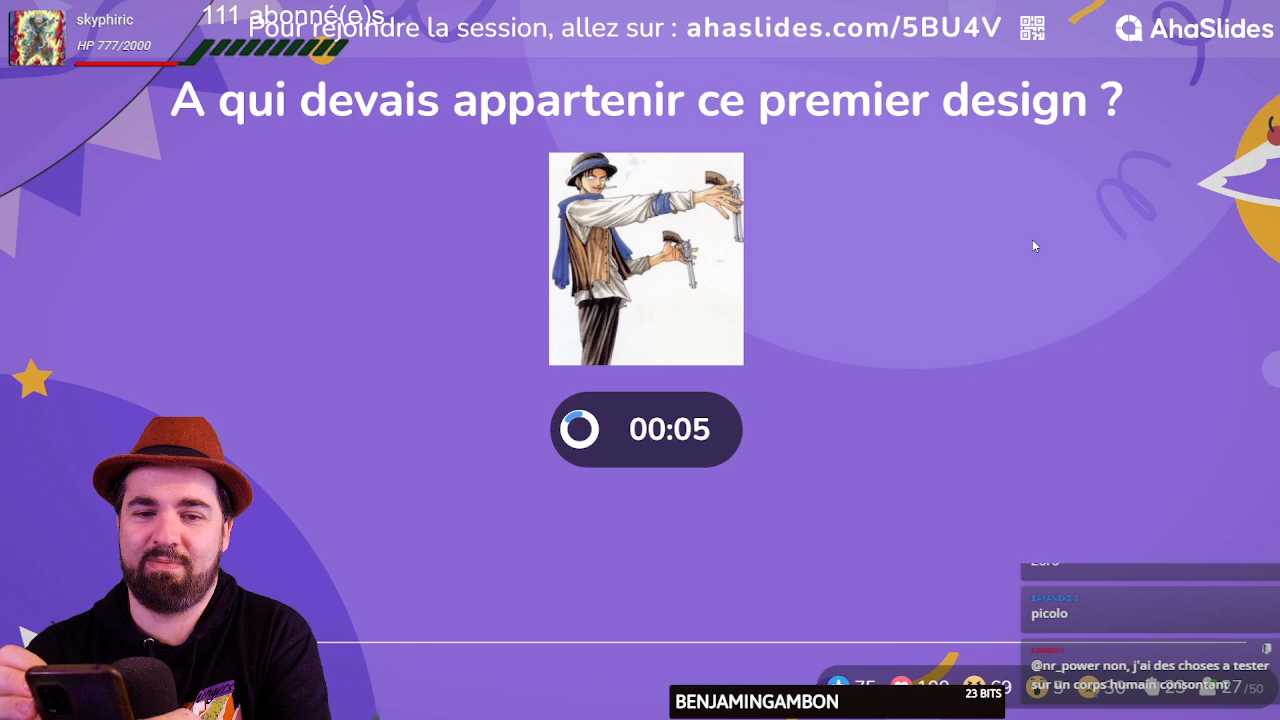 skyphiric
HP 777/2000
111 abonné(e)s
Pour rejoindre la session, allez sur : ahaslides.com/5BU4V
AhaSlides
A qui devais appartenir ce premier design ?
00:05
BAKANEKO
picolo
@nr_power non, j'ai des choses a tester
sur un corps humain consontant
27/50
BENJAMINGAMBON
23 BITS